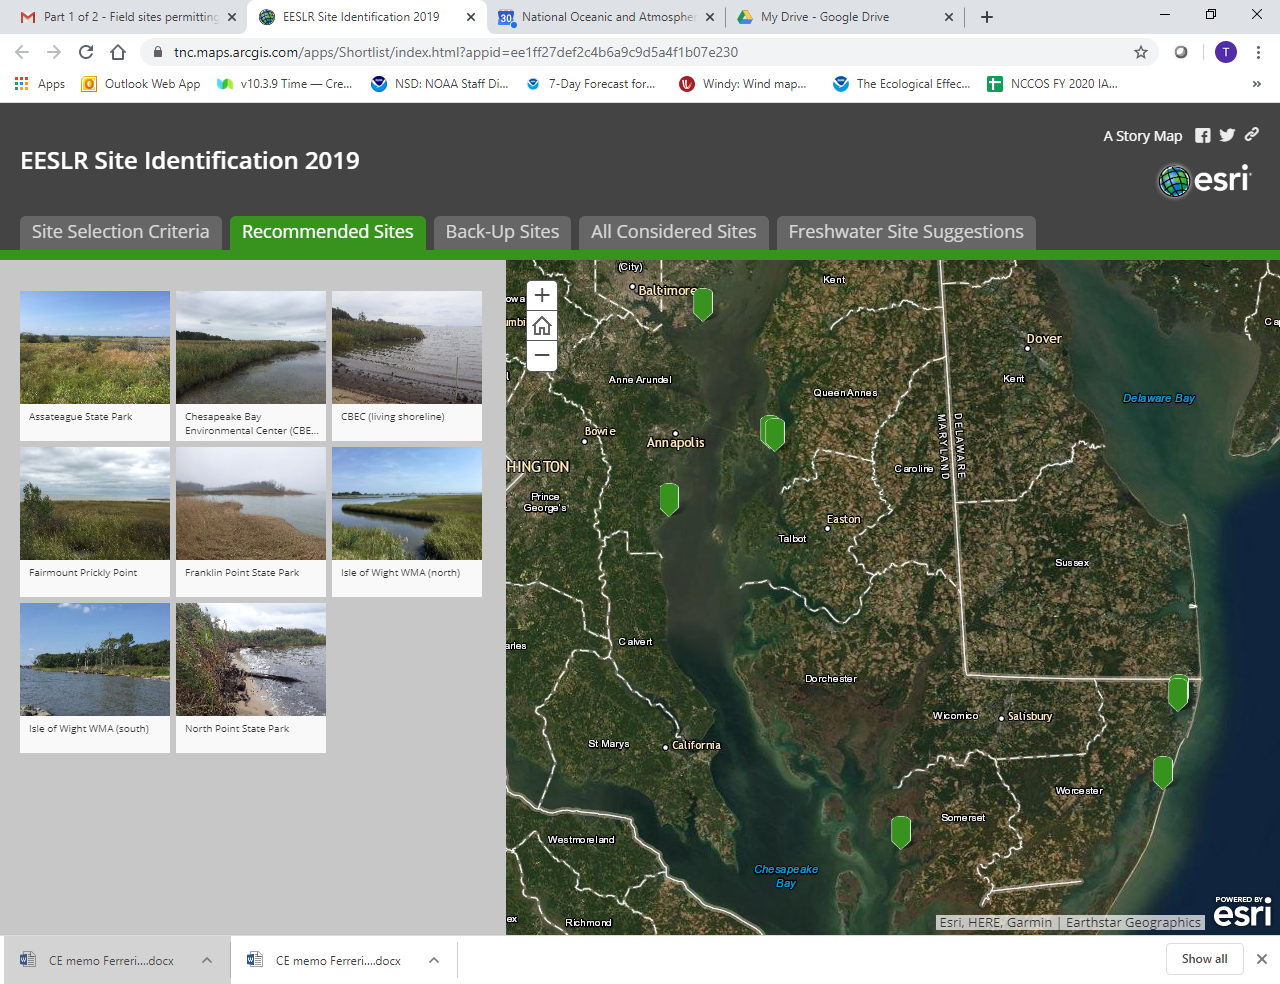 Part 1 of 2 - Field sites permitting
EESLR Site Identification 2019
National Oceanic and Atmosphe
My Drive - Google Drive
tnc.maps.arcgis.com/apps/Shortlist/index.html?appid=ee1ff27def2c4b6a9c9d5a4f1b07e230
T
Apps
Outlook Web App
v10.3.9 Time — Cre...
NSD: NOAA Staff Di...
7-Day Forecast for...
Windy: Wind map...
The Ecological Effec...
NCCOS FY 2020 IA...
A Story Map
EESLR Site Identification 2019
esri
Site Selection Criteria
Recommended Sites
Back-Up Sites
All Considered Sites
Freshwater Site Suggestions
Assateague State Park
Chesapeake Bay
Environmental Center (CBE...
CBEC (living shoreline)
Fairmount Prickly Point
Franklin Point State Park
Isle of Wight WMA (north)
Isle of Wight WMA (south)
North Point State Park
(City)
Baltimore
Kent
Dover
Kent
Anne Arundel
Queen Annes
Delaware Bay
Bowie
Annapolis
MARYLAND
DELAWARE
HINGTON
Caroline
Prince
George's
Easton
Talbot
Sussex
Calvert
arles
Dorchester
Wicomico
Salisbury
St Marys
California
Worcester
Somerset
Westmoreland
Chesapeake
Bay
Richmond
ex
POWERED BY
esri
Esri, HERE, Garmin | Earthstar Geographics
CE memo Ferreri....docx
CE memo Ferreri....docx
Show all